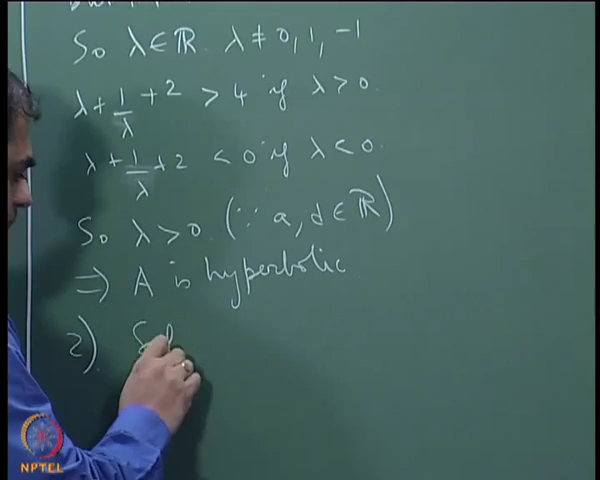 So λ ∈ ℝ. λ ≠ 0, 1, -1
λ + 1/λ + 2 > 4 if λ > 0.
λ + 1/λ + 2 < 0 if λ < 0.
So λ > 0. (∵ a, d ∈ ℝ)
⇒ A is hyperbolic
2).
NPTEL